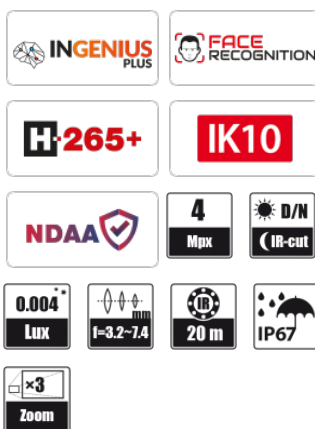 INGENIUS
PLUS
FACE
RECOGNITION
H·265+
IK10
NDAA
4
Mpx
D/N
IR-cut
0.004
Lux
mm
f=3.2~7.4
IR
20 m
IP67
×3
Zoom